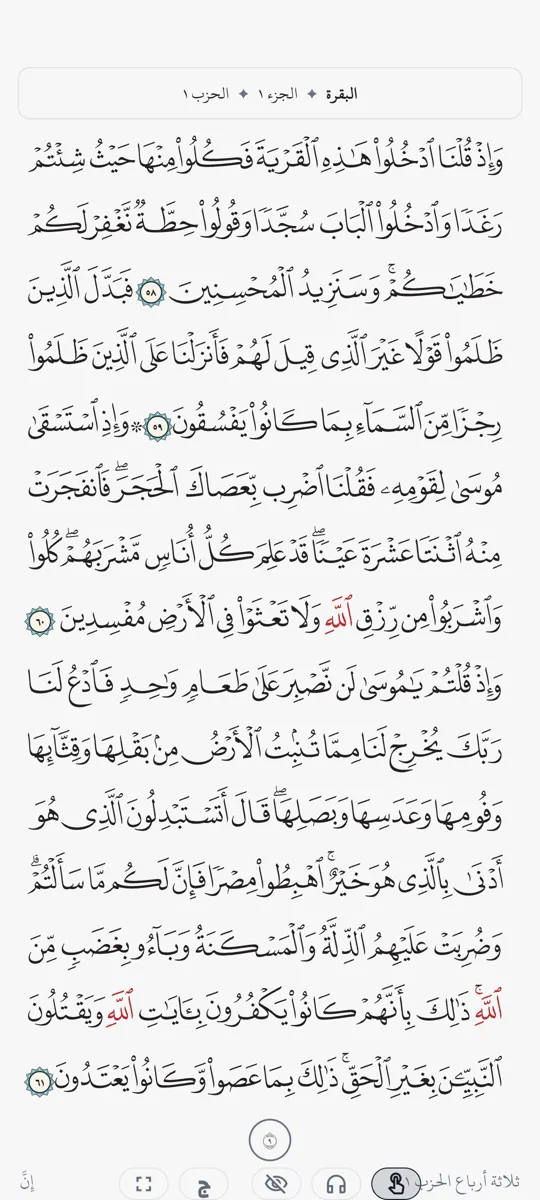 البقرة ✦ الجزء ١ ✦ الحزب ١
وَإِذْ قُلْنَا ٱدْخُلُوا۟ هَـٰذِهِ ٱلْقَرْيَةَ فَكُلُوا۟ مِنْهَا حَيْثُ شِئْتُمْ
رَغَدًا وَٱدْخُلُوا۟ ٱلْبَابَ سُجَّدًا وَقُولُوا۟ حِطَّةٌ نَّغْفِرْ لَكُمْ
خَطَـٰيَـٰكُمْ ۚ وَسَنَزِيدُ ٱلْمُحْسِنِينَ ٥٨ فَبَدَّلَ ٱلَّذِينَ
ظَلَمُوا۟ قَوْلًا غَيْرَ ٱلَّذِى قِيلَ لَهُمْ فَأَنزَلْنَا عَلَى ٱلَّذِينَ ظَلَمُوا۟
رِجْزًا مِّنَ ٱلسَّمَآءِ بِمَا كَانُوا۟ يَفْسُقُونَ ٥٩ ۞ وَإِذِ ٱسْتَسْقَىٰ
مُوسَىٰ لِقَوْمِهِۦ فَقُلْنَا ٱضْرِب بِّعَصَاكَ ٱلْحَجَرَ ۖ فَٱنفَجَرَتْ
مِنْهُ ٱثْنَتَا عَشْرَةَ عَيْنًا ۖ قَدْ عَلِمَ كُلُّ أُنَاسٍ مَّشْرَبَهُمْ ۖ كُلُوا۟
وَٱشْرَبُوا۟ مِن رِّزْقِ ٱللَّهِ وَلَا تَعْثَوْا۟ فِى ٱلْأَرْضِ مُفْسِدِينَ ٦٠
وَإِذْ قُلْتُمْ يَـٰمُوسَىٰ لَن نَّصْبِرَ عَلَىٰ طَعَامٍ وَٰحِدٍ فَٱدْعُ لَنَا
رَبَّكَ يُخْرِجْ لَنَا مِمَّا تُنۢبِتُ ٱلْأَرْضُ مِنۢ بَقْلِهَا وَقِثَّآئِهَا
وَفُومِهَا وَعَدَسِهَا وَبَصَلِهَا ۖ قَالَ أَتَسْتَبْدِلُونَ ٱلَّذِى هُوَ
أَدْنَىٰ بِٱلَّذِى هُوَ خَيْرٌ ۚ ٱهْبِطُوا۟ مِصْرًا فَإِنَّ لَكُم مَّا سَأَلْتُمْ ۗ
وَضُرِبَتْ عَلَيْهِمُ ٱلذِّلَّةُ وَٱلْمَسْكَنَةُ وَبَآءُو بِغَضَبٍ مِّنَ
ٱللَّهِ ۚ ذَٰلِكَ بِأَنَّهُمْ كَانُوا۟ يَكْفُرُونَ بِـَٔايَـٰتِ ٱللَّهِ وَيَقْتُلُونَ
ٱلنَّبِيِّـۧنَ بِغَيْرِ ٱلْحَقِّ ۚ ذَٰلِكَ بِمَا عَصَوا۟ وَّكَانُوا۟ يَعْتَدُونَ ٦١
٩
ثلاثة أرباع الحزب ١
ج
إِنَّ